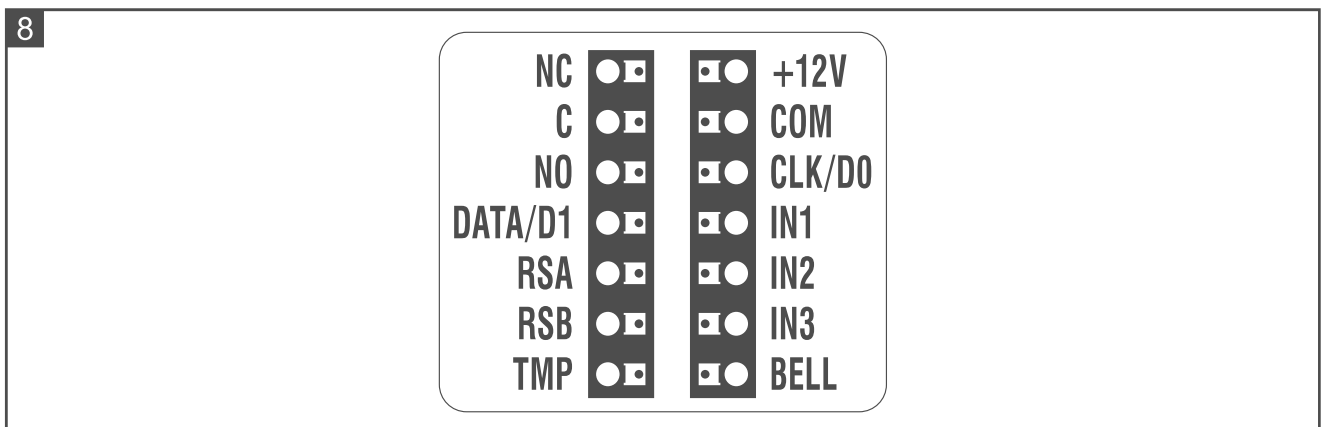 8
NC +12V
C COM
NO CLK/D0
DATA/D1 IN1
RSA IN2
RSB IN3
TMP BELL